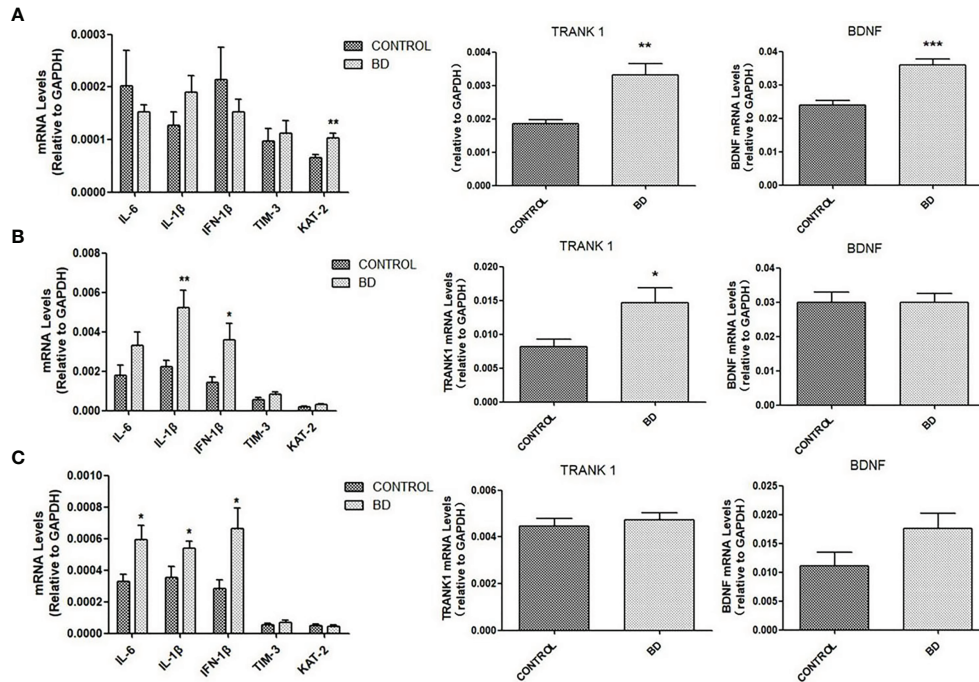 A
mRNA Levels
(Relative to GAPDH)
0.0003
0.0002
0.0001
0.0000
CONTROL
BD
**
IL-6
IL-1β
IFN-1β
TIM-3
KAT-2
TRANK 1
(relative to GAPDH)
0.004
0.003
0.002
0.001
0.000
**
CONTROL
BD
BDNF
BDNF mRNA Levels
(relative to GAPDH)
0.04
0.03
0.02
0.01
0.00
***
CONTROL
BD
B
mRNA Levels
(Relative to GAPDH)
0.008
0.006
0.004
0.002
0.000
CONTROL
BD
**
*
IL-6
IL-1β
IFN-1β
TIM-3
KAT-2
TRANK 1
TRANK1 mRNA Levels
(relative to GAPDH)
0.020
0.015
0.010
0.005
0.000
*
CONTROL
BD
BDNF
BDNF mRNA Levels
(relative to GAPDH)
0.04
0.03
0.02
0.01
0.00
CONTROL
BD
C
mRNA Levels
(Relative to GAPDH)
0.0010
0.0008
0.0006
0.0004
0.0002
0.0000
CONTROL
BD
*
*
*
IL-6
IL-1β
IFN-1β
TIM-3
KAT-2
TRANK 1
TRANK1 mRNA Levels
(relative to GAPDH)
0.006
0.004
0.002
0.000
CONTROL
BD
BDNF
BDNF mRNA Levels
(relative to GAPDH)
0.025
0.020
0.015
0.010
0.005
0.000
CONTROL
BD